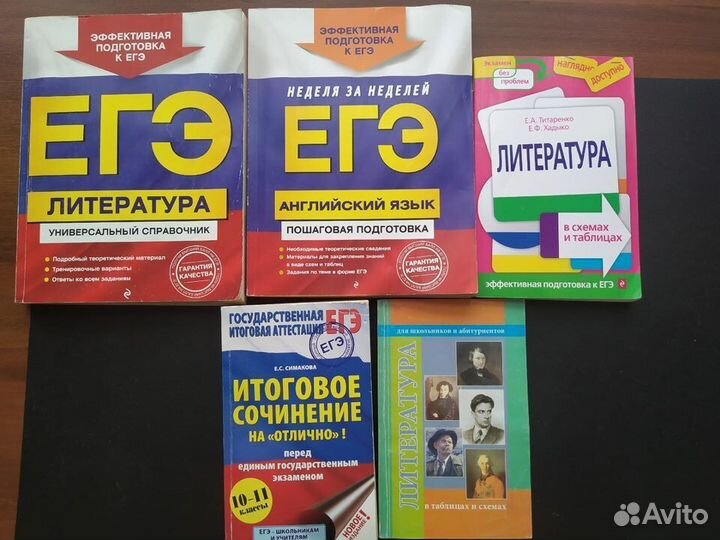 ЭФФЕКТИВНАЯ
ПОДГОТОВКА
К ЕГЭ
ЕГЭ
ЛИТЕРАТУРА
УНИВЕРСАЛЬНЫЙ СПРАВОЧНИК
• Подробный теоретический материал
• Тренировочные варианты
• Ответы ко всем заданиям
ГАРАНТИЯ
КАЧЕСТВА
ЭФФЕКТИВНАЯ
ПОДГОТОВКА
К ЕГЭ
НЕДЕЛЯ ЗА НЕДЕЛЕЙ
ЕГЭ
АНГЛИЙСКИЙ ЯЗЫК
ПОШАГОВАЯ ПОДГОТОВКА
• Необходимые теоретические сведения
• Материалы для закрепления знаний
в виде схем и таблиц
• Задания по теме в форме ЕГЭ
ГАРАНТИЯ
КАЧЕСТВА
Экзамен
без
проблем
наглядно
доступно
Е.А. Титаренко
Е.Ф. Хадыко
ЛИТЕРАТУРА
в схемах
и таблицах
эффективная подготовка к ЕГЭ
ГОСУДАРСТВЕННАЯ
ИТОГОВАЯ АТТЕСТАЦИЯ
ЕГЭ
ЕГЭ
Е.С. СИМАКОВА
ИТОГОВОЕ
СОЧИНЕНИЕ
НА «ОТЛИЧНО»!
перед
единым государственным
экзаменом
10-11
классы
ЕГЭ - ШКОЛЬНИКАМ
И УЧИТЕЛЯМ
НОВОЕ
для школьников и абитуриентов
ЛИТЕРАТУРА
в таблицах и схемах
Avito